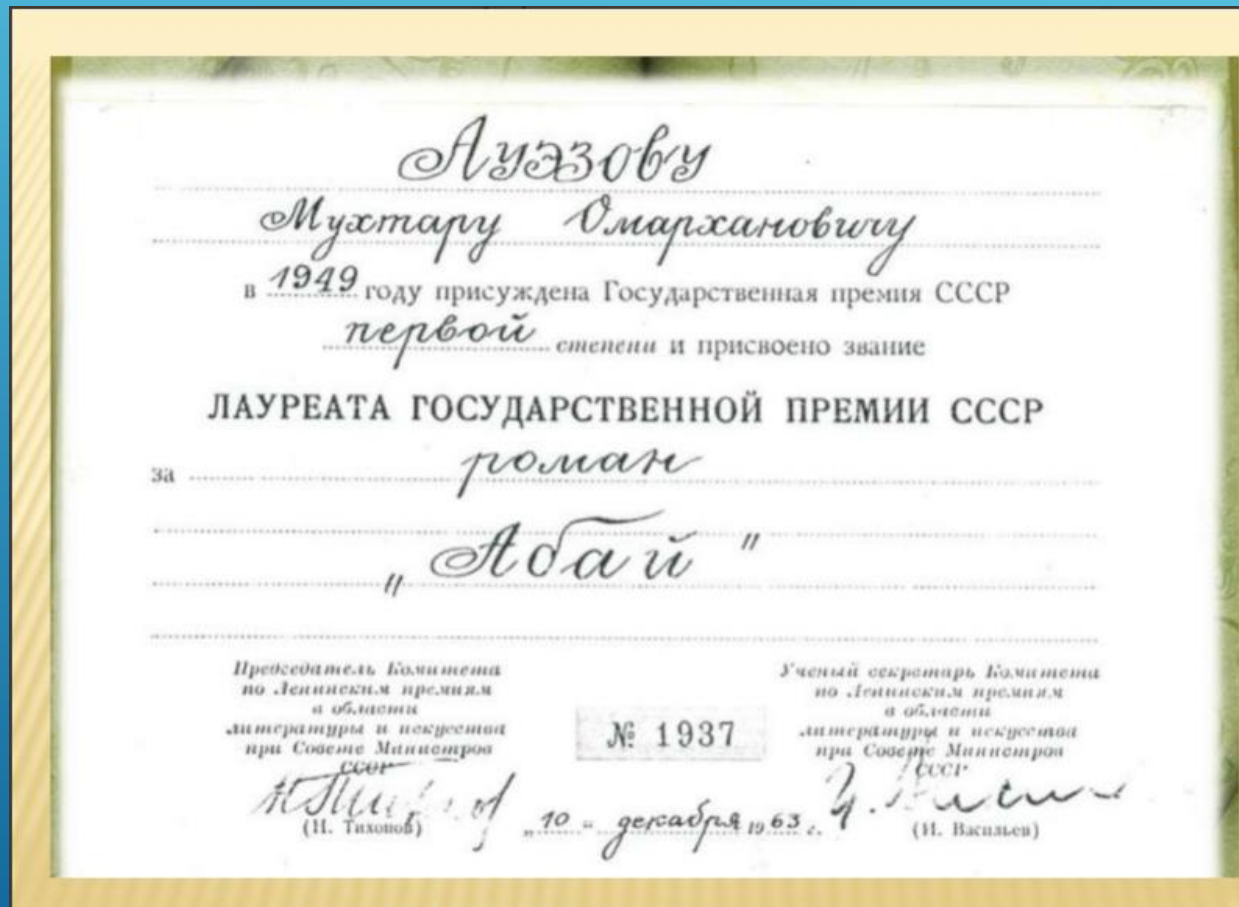 Ауэзову
Мухтару Омархановичу
в 1949 году присуждена Государственная премия СССР
первой степени и присвоено звание
ЛАУРЕАТА ГОСУДАРСТВЕННОЙ ПРЕМИИ СССР
за роман
„Абай"
Председатель Комитета
по Ленинским премиям
в области
литературы и искусства
при Совете Министров
СССР
(Н. Тихонов)
№ 1937
„10" декабря 1963 г.
Ученый секретарь Комитета
по Ленинским премиям
в области
литературы и искусства
при Совете Министров
СССР
(И. Васильев)